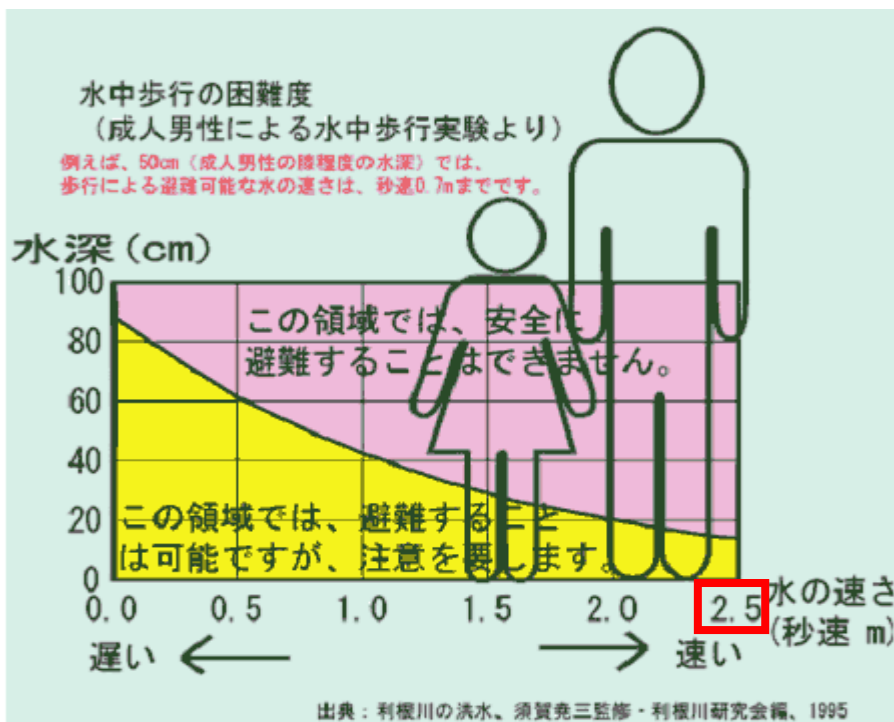 水中歩行の困難度
(成人男性による水中歩行実験より)
例えば、50cm(成人男性の膝程度の水深)では、
歩行による避難可能な水の速さは、秒速0.7mまでです。
水深(cm)
100
80
60
40
20
0
この領域では、安全に
避難することはできません。
この領域では、避難すること
は可能ですが、注意を要します。
0.0 0.5 1.0 1.5 2.0 2.5
水の速さ
(秒速 m)
遅い
速い
出典:利根川の洪水、須賀堯三監修・利根川研究会編、1995